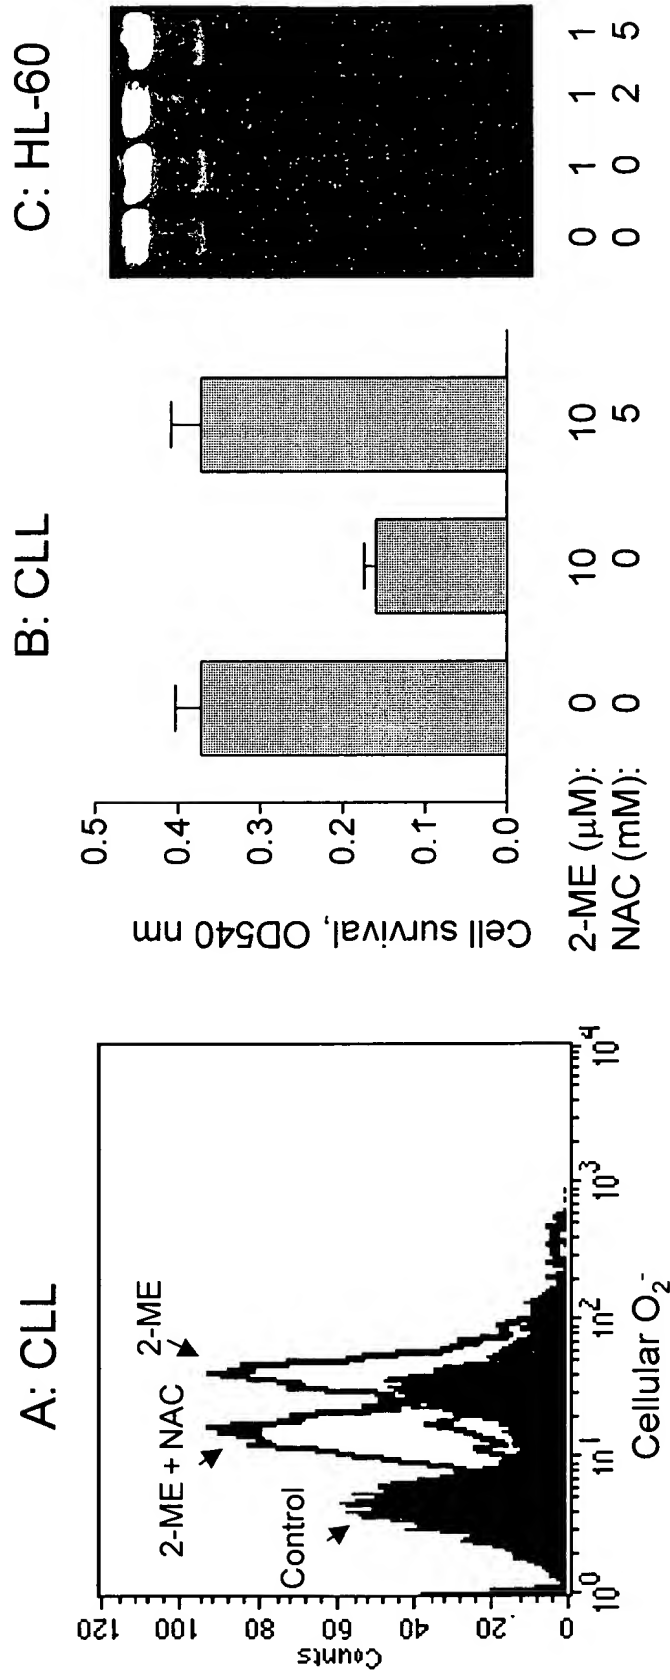 A: CLL
120
100
80
60
40
20
0
Counts
10⁰
10¹
10²
10³
10⁴
Cellular O₂⁻
Control
2-ME + NAC
2-ME
B: CLL
Cell survival, OD540 nm
0.5
0.4
0.3
0.2
0.1
0.0
2-ME (µM): 0 10 10
NAC (mM): 0 0 5
C: HL-60
0 1 1 1
0 0 2 5